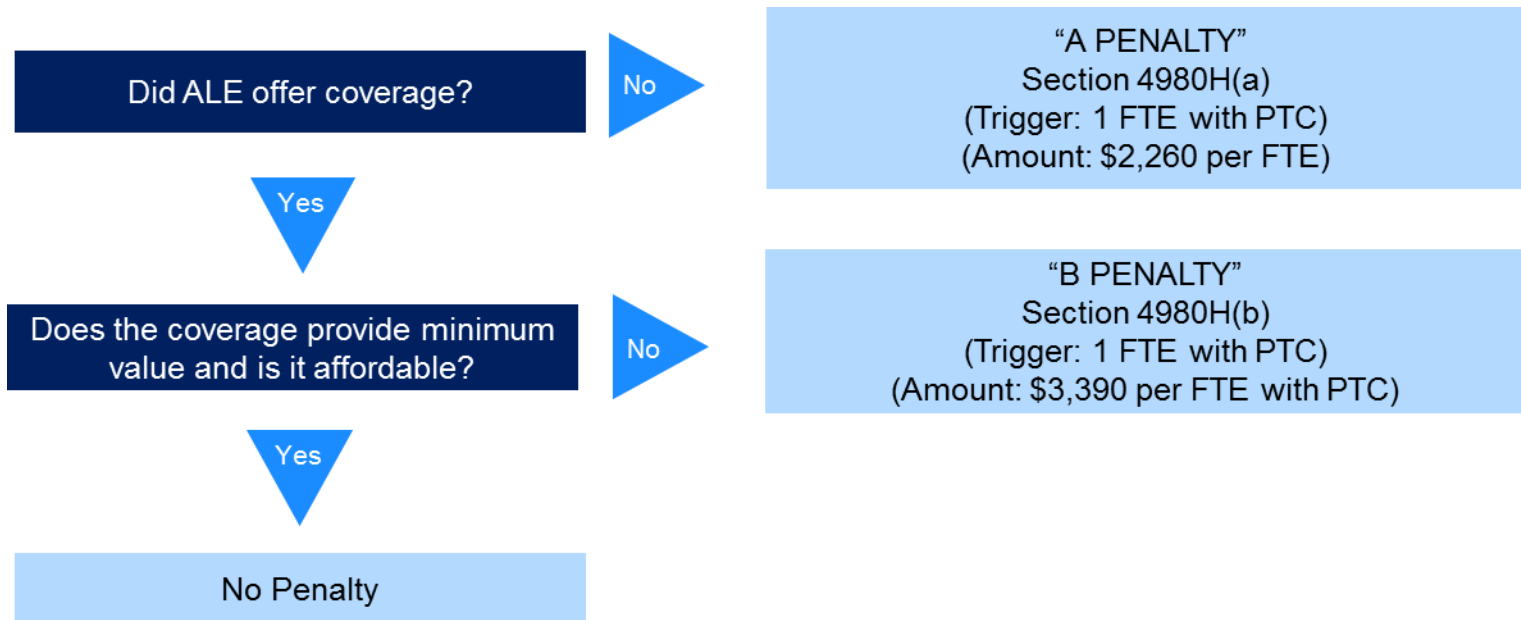 Did ALE offer coverage?
No
“A PENALTY”
Section 4980H(a)
(Trigger: 1 FTE with PTC)
(Amount: $2,260 per FTE)
Yes
Does the coverage provide minimum
value and is it affordable?
No
“B PENALTY”
Section 4980H(b)
(Trigger: 1 FTE with PTC)
(Amount: $3,390 per FTE with PTC)
Yes
No Penalty